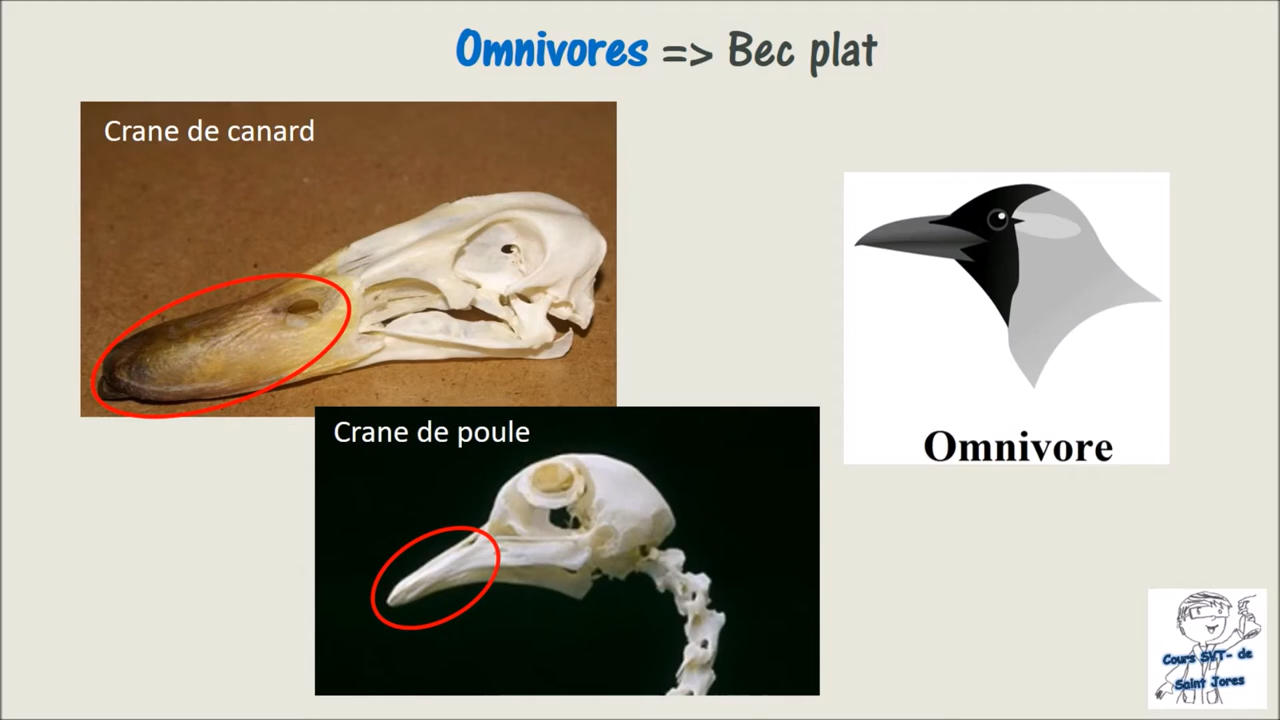 Omnivores => Bec plat
Crane de canard
Crane de poule
Omnivore
Cours SVT- de
Saint Jores